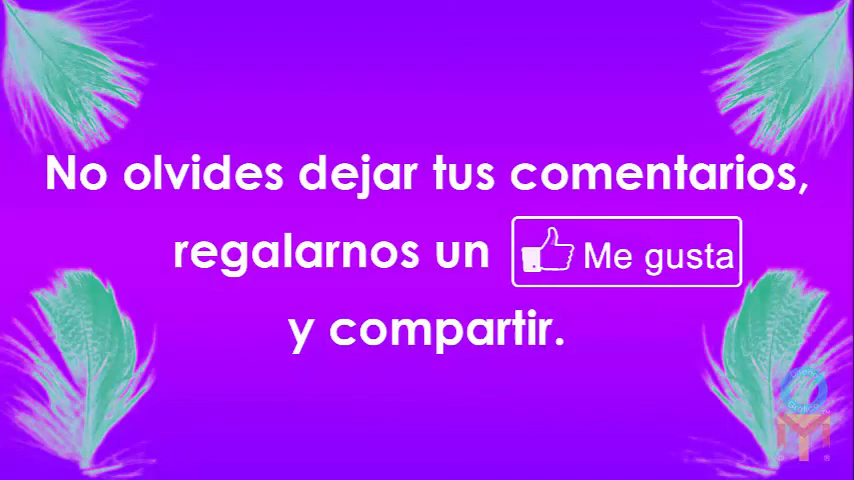 No olvides dejar tus comentarios,
regalarnos un Me gusta
y compartir.